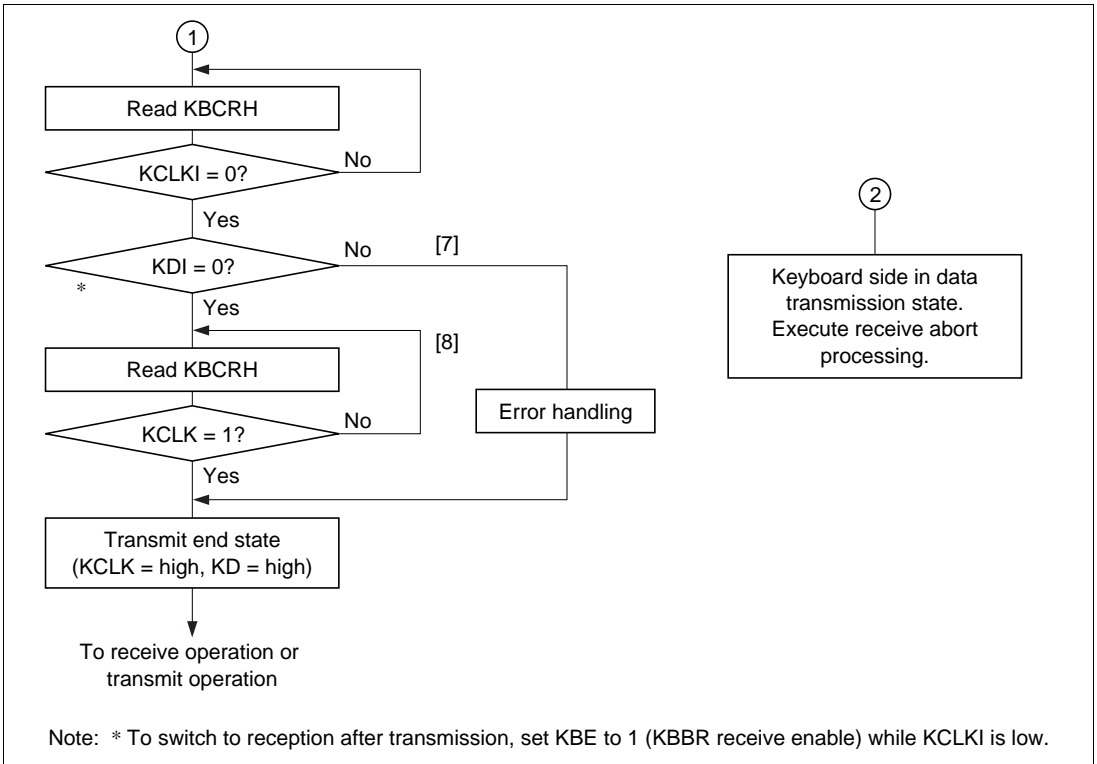 1
Read KBCRH
KCLKI = 0?
No
Yes
KDI = 0?
No
[7]
*
Yes
[8]
Read KBCRH
KCLK = 1?
No
Yes
Error handling
Transmit end state
(KCLK = high, KD = high)
To receive operation or
transmit operation
2
Keyboard side in data
transmission state.
Execute receive abort
processing.
Note: * To switch to reception after transmission, set KBE to 1 (KBBR receive enable) while KCLKI is low.